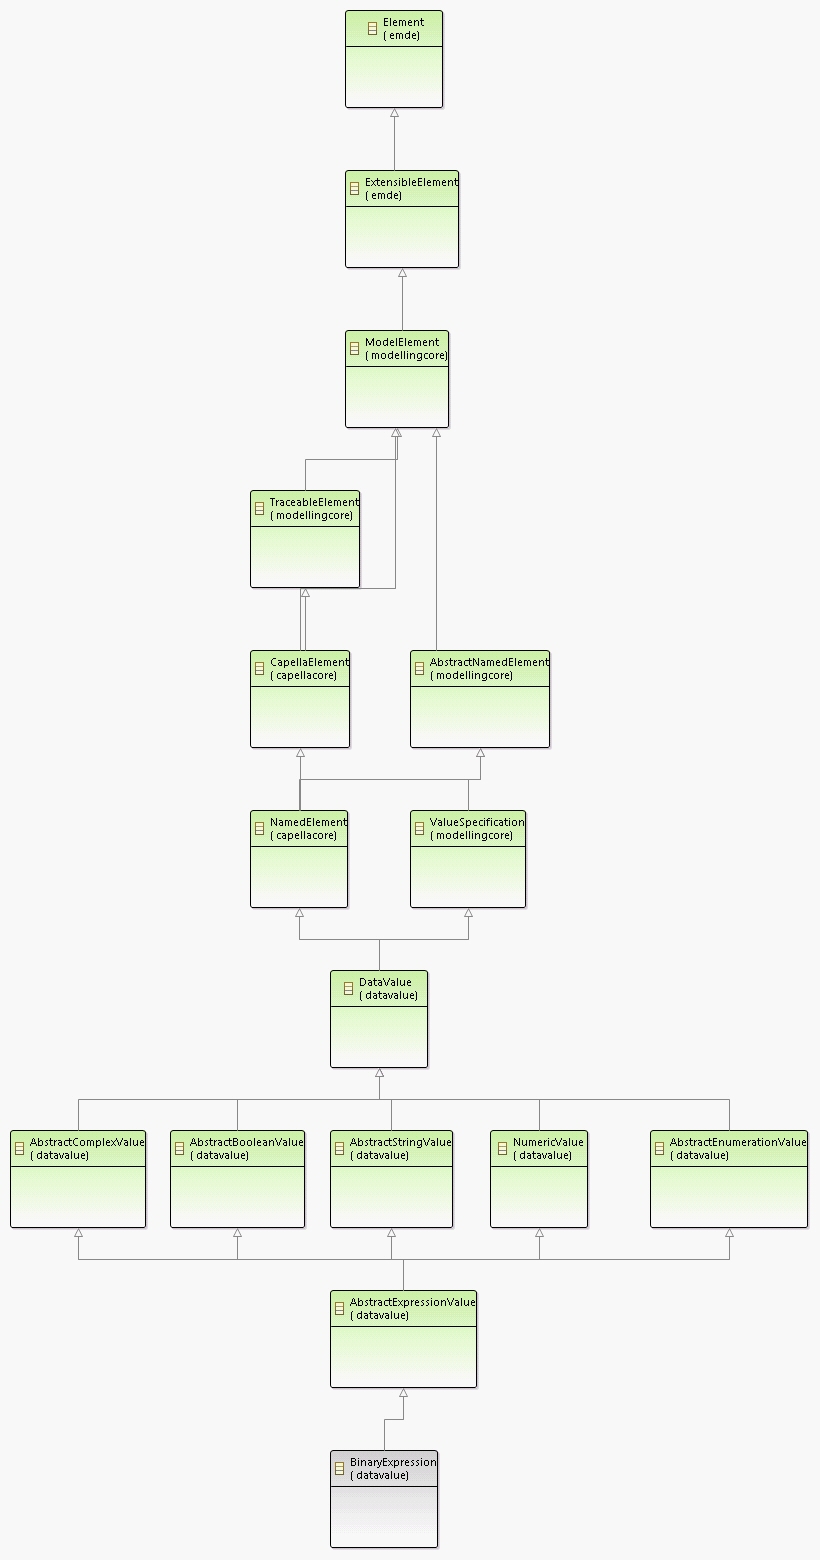 Element
( emde)
ExtensibleElement
( emde)
ModelElement
( modellingcore)
TraceableElement
( modellingcore)
CapellaElement
( capellacore)
AbstractNamedElement
( modellingcore)
NamedElement
( capellacore)
ValueSpecification
( modellingcore)
DataValue
( datavalue)
AbstractComplexValue
( datavalue)
AbstractBooleanValue
( datavalue)
AbstractStringValue
( datavalue)
NumericValue
( datavalue)
AbstractEnumerationValue
( datavalue)
AbstractExpressionValue
( datavalue)
BinaryExpression
( datavalue)